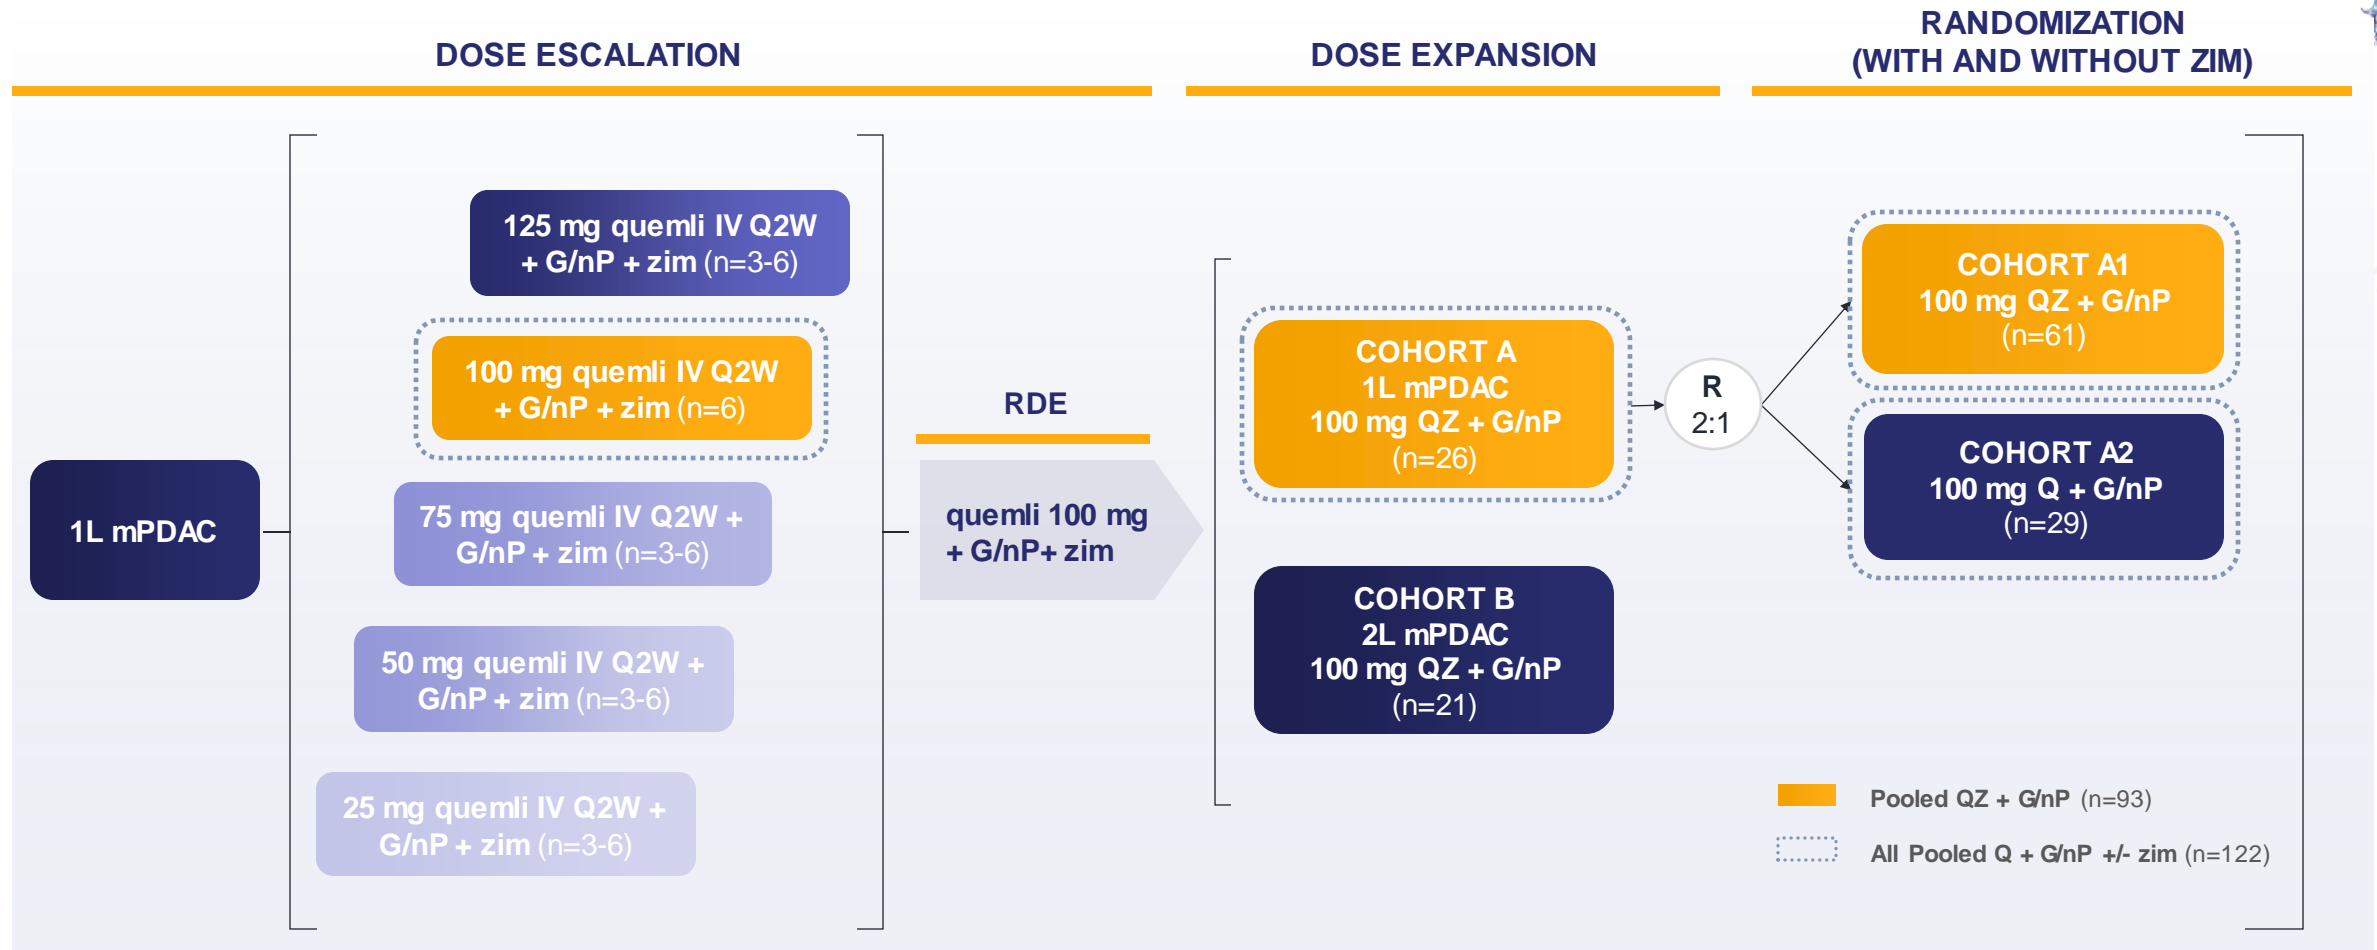 DOSE ESCALATION
DOSE EXPANSION
RANDOMIZATION
(WITH AND WITHOUT ZIM)
1L mPDAC
125 mg quemli IV Q2W
+ G/nP + zim (n=3-6)
100 mg quemli IV Q2W
+ G/nP + zim (n=6)
75 mg quemli IV Q2W +
G/nP + zim (n=3-6)
50 mg quemli IV Q2W +
G/nP + zim (n=3-6)
25 mg quemli IV Q2W +
G/nP + zim (n=3-6)
RDE
quemli 100 mg
+ G/nP+ zim
COHORT A
1L mPDAC
100 mg QZ + G/nP
(n=26)
COHORT B
2L mPDAC
100 mg QZ + G/nP
(n=21)
R
2:1
COHORT A1
100 mg QZ + G/nP
(n=61)
COHORT A2
100 mg Q + G/nP
(n=29)
Pooled QZ + G/nP (n=93)
All Pooled Q + G/nP +/- zim (n=122)